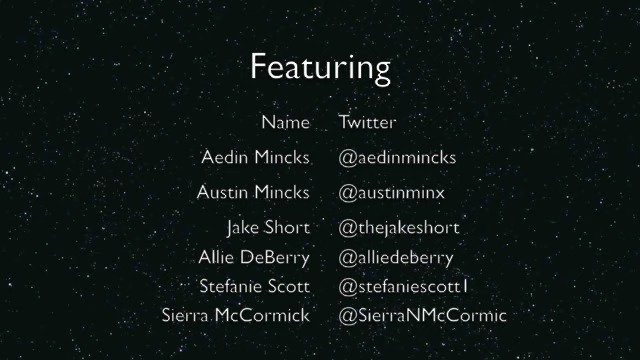 Featuring
Name Twitter
Aedin Mincks @aedinmincks
Austin Mincks @austinminx
Jake Short @thejakeshort
Allie DeBerry @alliedeberry
Stefanie Scott @stefaniescott1
Sierra McCormick @SierraNMcCormic